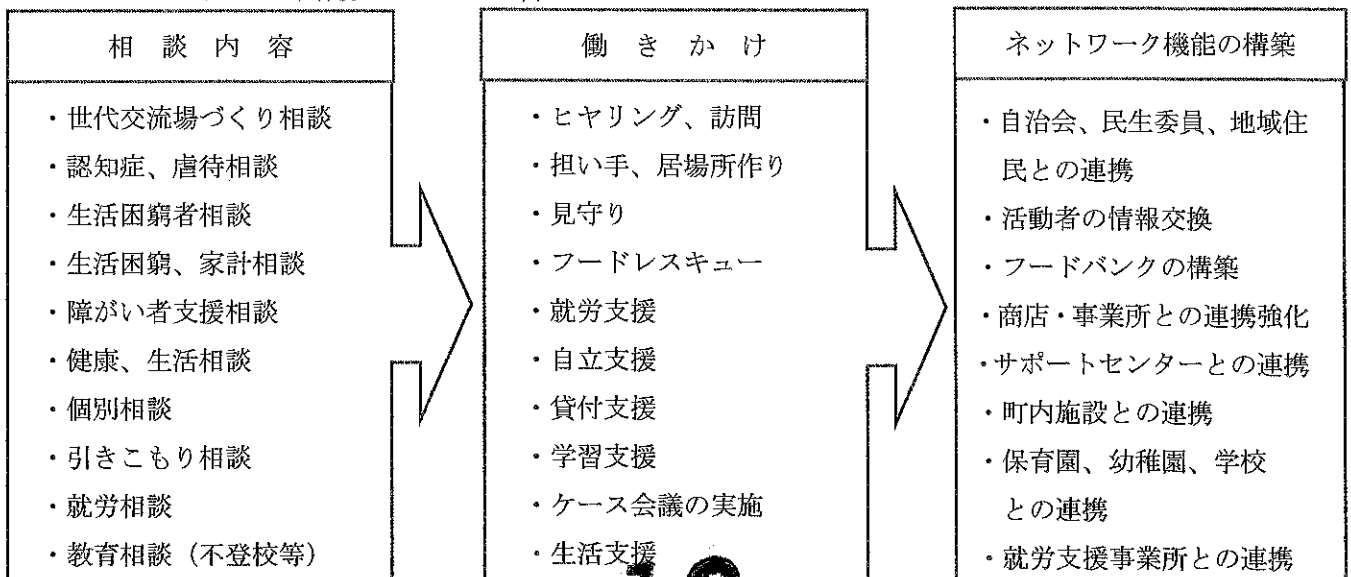 相談内容
・世代交流場づくり相談
・認知症、虐待相談
・生活困窮者相談
・生活困窮、家計相談
・障がい者支援相談
・健康、生活相談
・個別相談
・引きこもり相談
・就労相談
・教育相談（不登校等）
働きかけ
・ヒヤリング、訪問
・担い手、居場所作り
・見守り
・フードレスキュー
・就労支援
・自立支援
・貸付支援
・学習支援
・ケース会議の実施
・生活支援
ネットワーク機能の構築
・自治会、民生委員、地域住
民との連携
・活動者の情報交換
・フードバンクの構築
・商店・事業所との連携強化
・サポートセンターとの連携
・町内施設との連携
・保育園、幼稚園、学校
との連携
・就労支援事業所との連携